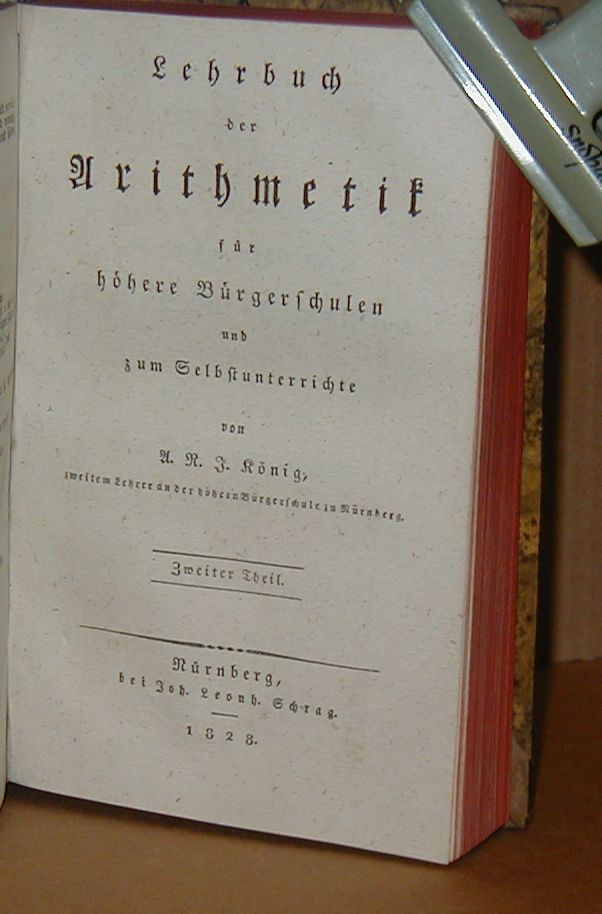 Lehrbuch
der
Arithmetik
für
höhere Bürgerſchulen
und
zum Selbſtunterrichte
von
A. R. J. König,
zweitem Lehrer an der höhern Bürgerſchule zu Nürnberg.
Zweiter Theil.
Nürnberg,
bei Joh. Leonh. Schrag.
1828.